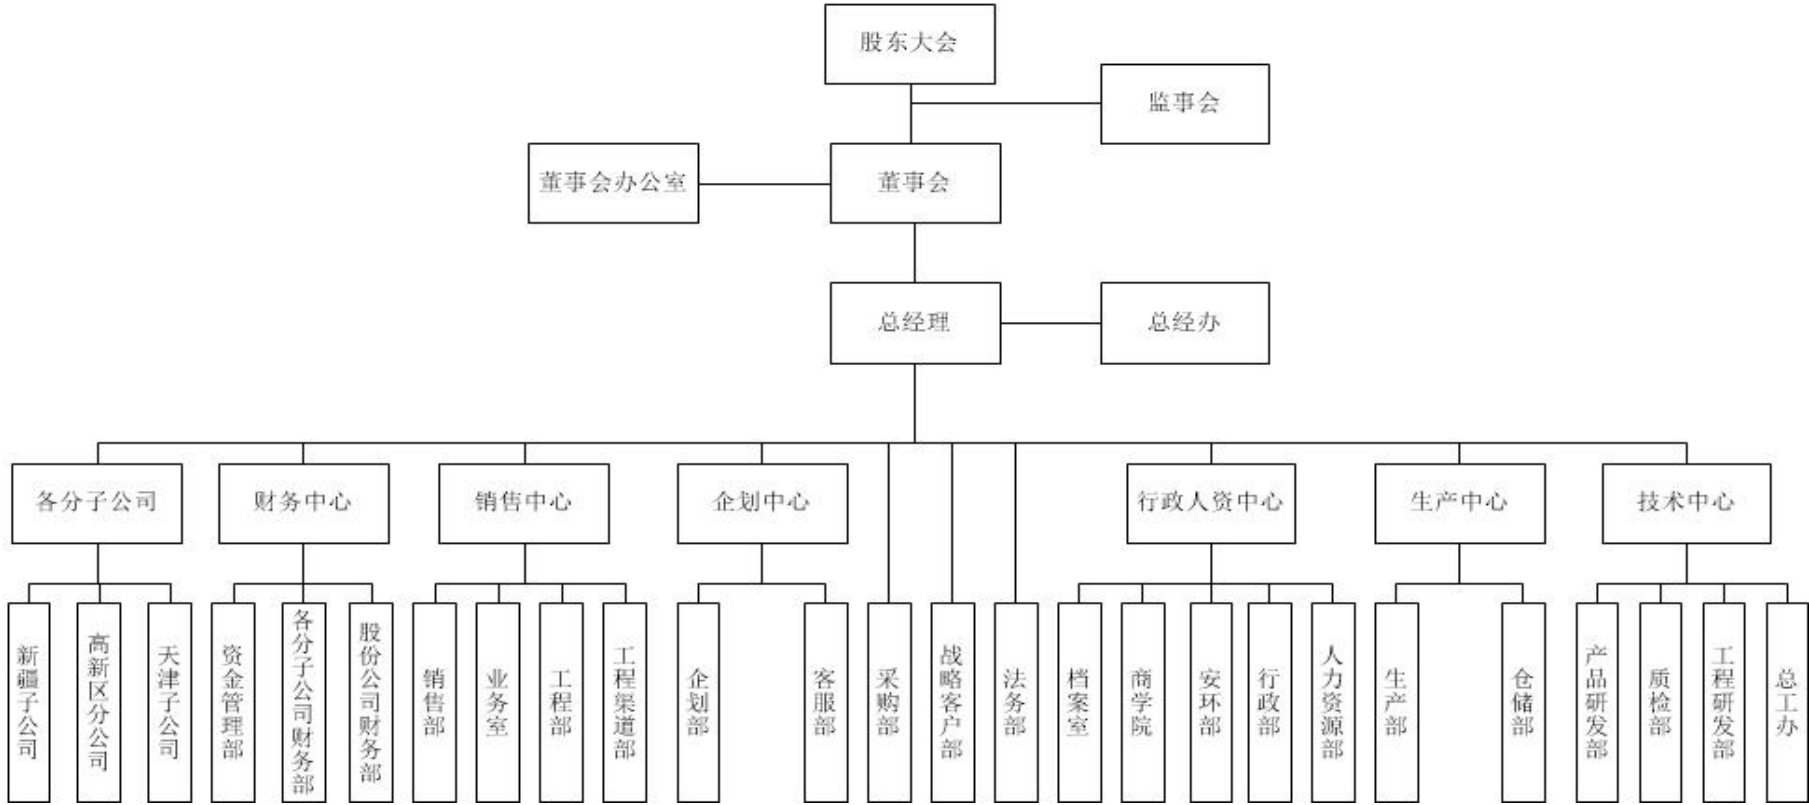 股东大会
监事会
董事会办公室
董事会
总经理
总经办
各分子公司
财务中心
销售中心
企划中心
行政人资中心
生产中心
技术中心
新疆子公司
高新区分公司
天津子公司
资金管理部
各分子公司财务部
股份公司财务部
销售部
业务室
工程部
工程渠道部
企划部
客服部
采购部
战略客户部
法务部
档案室
商学院
安环部
行政部
人力资源部
生产部
仓储部
产品研发部
质检部
工程研发部
总工办